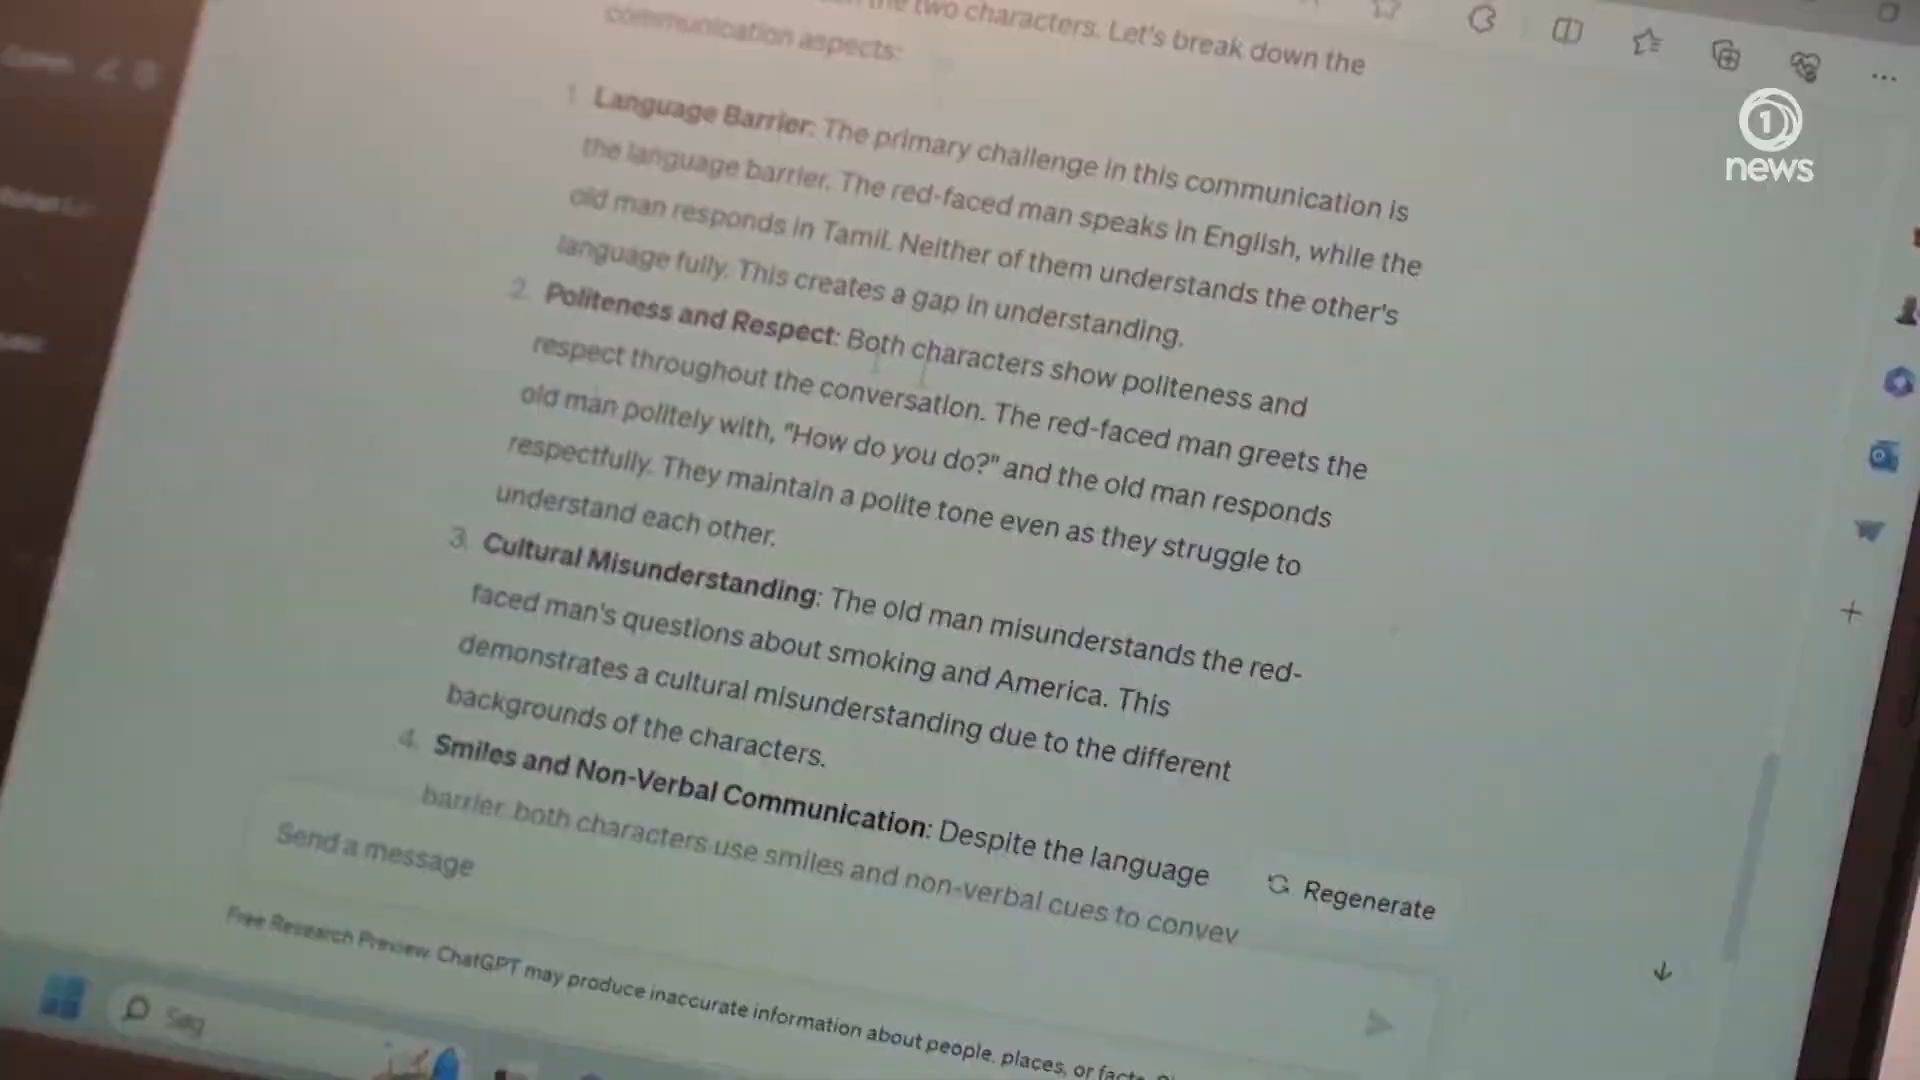 the two characters. Let's break down the
communication aspects:
1. Language Barrier: The primary challenge in this communication is
the language barrier. The red-faced man speaks in English, while the
old man responds in Tamil. Neither of them understands the other's
language fully. This creates a gap in understanding.
2. Politeness and Respect: Both characters show politeness and
respect throughout the conversation. The red-faced man greets the
old man politely with, "How do you do?" and the old man responds
respectfully. They maintain a polite tone even as they struggle to
understand each other.
3. Cultural Misunderstanding: The old man misunderstands the red-
faced man's questions about smoking and America. This
demonstrates a cultural misunderstanding due to the different
backgrounds of the characters.
4. Smiles and Non-Verbal Communication: Despite the language
barrier, both characters use smiles and non-verbal cues to convey
Regenerate
Send a message
Free Research Preview. ChatGPT may produce inaccurate information about people, places, or facts.
Søg
1
news